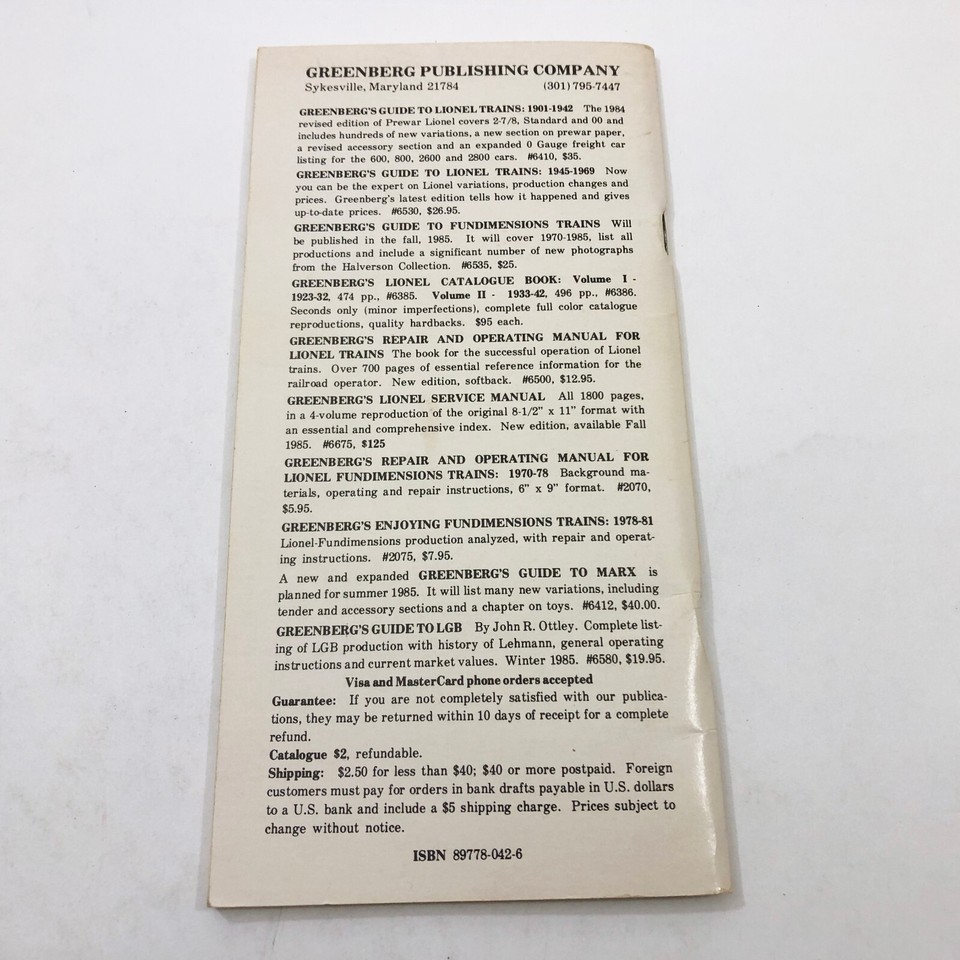 GREENBERG PUBLISHING COMPANY
Sykesville, Maryland 21784 (301) 795-7447
GREENBERG'S GUIDE TO LIONEL TRAINS: 1901-1942 The 1984
revised edition of Prewar Lionel covers 2-7/8, Standard and 00 and
includes hundreds of new variations, a new section on prewar paper,
a revised accessory section and an expanded 0 Gauge freight car
listing for the 600, 800, 2600 and 2800 cars. #6410, $35.
GREENBERG'S GUIDE TO LIONEL TRAINS: 1945-1969 Now
you can be the expert on Lionel variations, production changes and
prices. Greenberg's latest edition tells how it happened and gives
up-to-date prices. #6530, $26.95.
GREENBERG'S GUIDE TO FUNDIMENSIONS TRAINS Will
be published in the fall, 1985. It will cover 1970-1985, list all
productions and include a significant number of new photographs
from the Halverson Collection. #6535, $25.
GREENBERG'S LIONEL CATALOGUE BOOK: Volume I -
1923-32, 474 pp., #6385. Volume II - 1933-42, 496 pp., #6386.
Seconds only (minor imperfections), complete full color catalogue
reproductions, quality hardbacks. $95 each.
GREENBERG'S REPAIR AND OPERATING MANUAL FOR
LIONEL TRAINS The book for the successful operation of Lionel
trains. Over 700 pages of essential reference information for the
railroad operator. New edition, softback. #6500, $12.95.
GREENBERG'S LIONEL SERVICE MANUAL All 1800 pages,
in a 4-volume reproduction of the original 8-1/2" x 11" format with
an essential and comprehensive index. New edition, available Fall
1985. #6675, $125
GREENBERG'S REPAIR AND OPERATING MANUAL FOR
LIONEL FUNDIMENSIONS TRAINS: 1970-78 Background ma-
terials, operating and repair instructions, 6" x 9" format. #2070,
$5.95.
GREENBERG'S ENJOYING FUNDIMENSIONS TRAINS: 1978-81
Lionel-Fundimensions production analyzed, with repair and operat-
ing instructions. #2075, $7.95.
A new and expanded GREENBERG'S GUIDE TO MARX is
planned for summer 1985. It will list many new variations, including
tender and accessory sections and a chapter on toys. #6412, $40.00.
GREENBERG'S GUIDE TO LGB By John R. Ottley. Complete list-
ing of LGB production with history of Lehmann, general operating
instructions and current market values. Winter 1985. #6580, $19.95.
Visa and MasterCard phone orders accepted
Guarantee: If you are not completely satisfied with our publica-
tions, they may be returned within 10 days of receipt for a complete
refund.
Catalogue $2, refundable.
Shipping: $2.50 for less than $40; $40 or more postpaid. Foreign
customers must pay for orders in bank drafts payable in U.S. dollars
to a U.S. bank and include a $5 shipping charge. Prices subject to
change without notice.
ISBN 89778-042-6